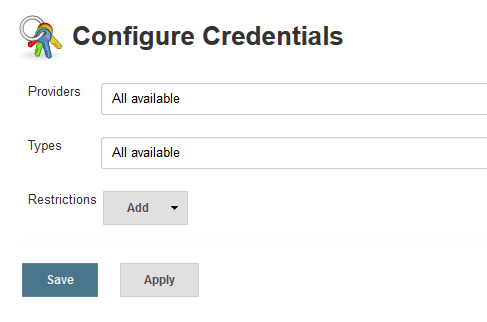 Configure Credentials
Providers
All available
Types
All available
Restrictions
Add
Save
Apply